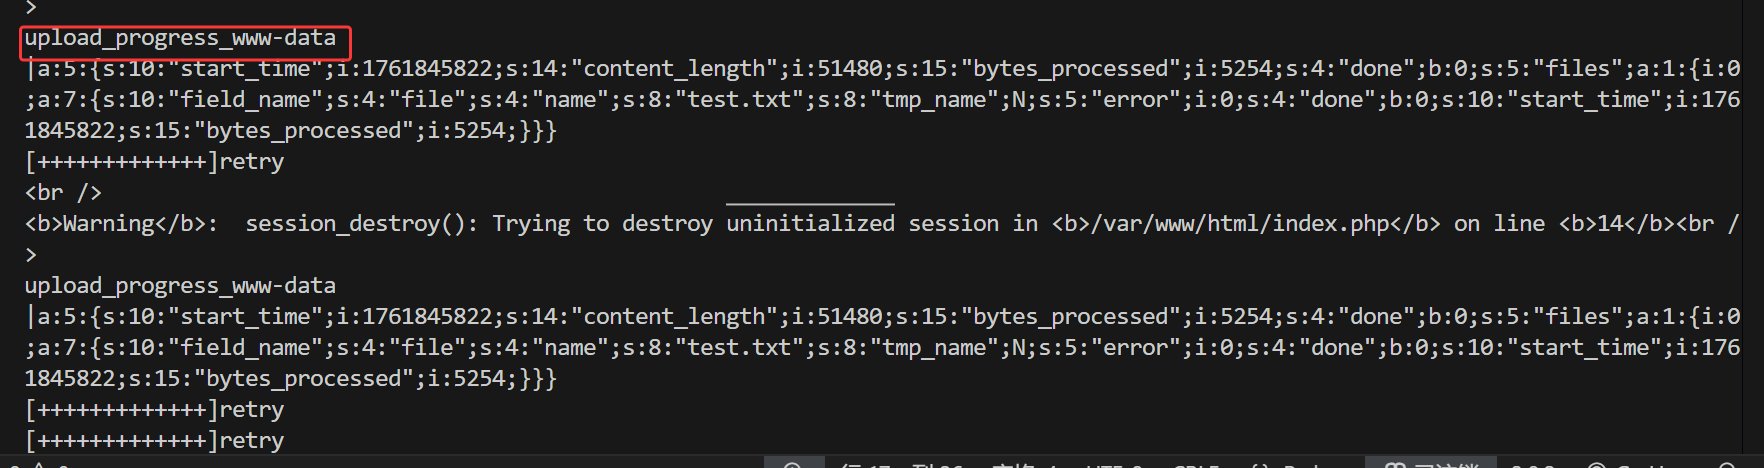 >
upload_progress_www-data
|a:5:{s:10:"start_time";i:1761845822;s:14:"content_length";i:51480;s:15:"bytes_processed";i:5254;s:4:"done";b:0;s:5:"files";a:1:{i:0
;a:7:{s:10:"field_name";s:4:"file";s:4:"name";s:8:"test.txt";s:8:"tmp_name";N;s:5:"error";i:0;s:4:"done";b:0;s:10:"start_time";i:176
1845822;s:15:"bytes_processed";i:5254;}}}
[+++++++++++++]retry
<br />
<b>Warning</b>:  session_destroy(): Trying to destroy uninitialized session in <b>/var/www/html/index.php</b> on line <b>14</b><br /
>
upload_progress_www-data
|a:5:{s:10:"start_time";i:1761845822;s:14:"content_length";i:51480;s:15:"bytes_processed";i:5254;s:4:"done";b:0;s:5:"files";a:1:{i:0
;a:7:{s:10:"field_name";s:4:"file";s:4:"name";s:8:"test.txt";s:8:"tmp_name";N;s:5:"error";i:0;s:4:"done";b:0;s:10:"start_time";i:176
1845822;s:15:"bytes_processed";i:5254;}}}
[+++++++++++++]retry
[+++++++++++++]retry